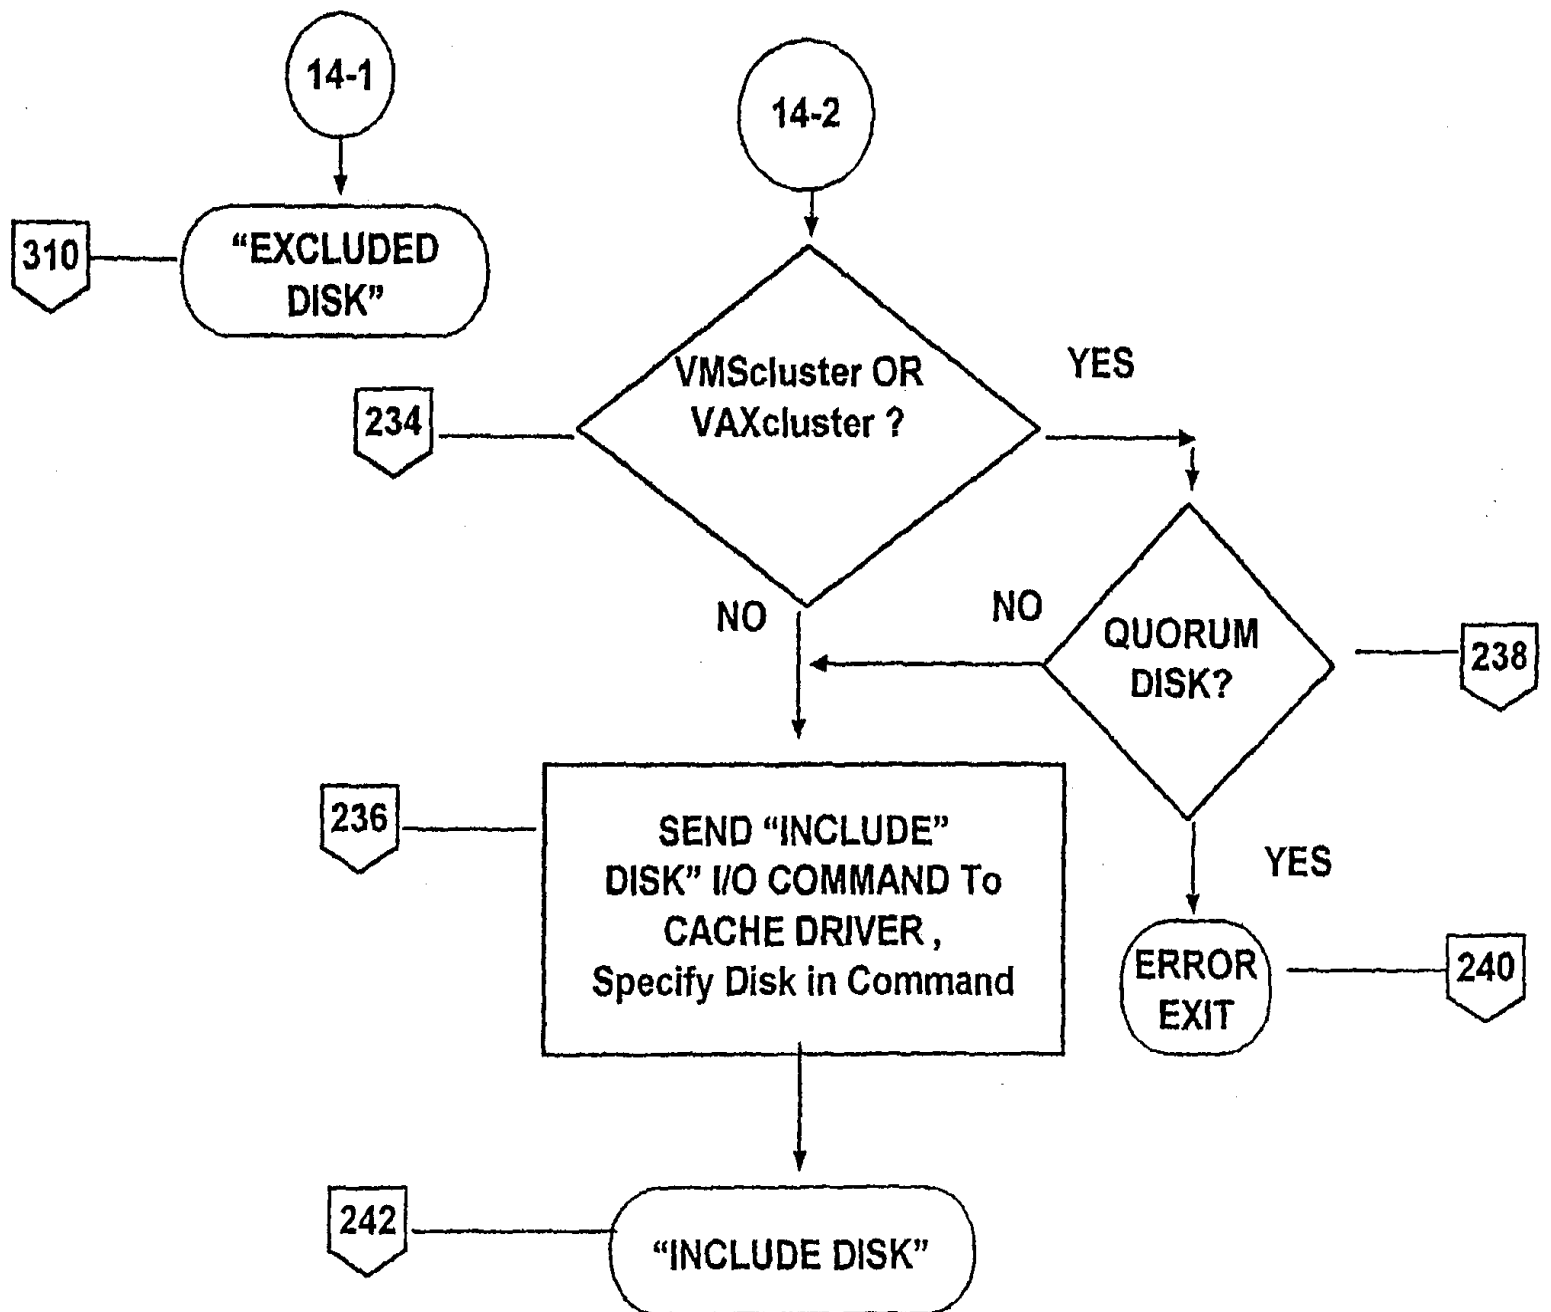 14-1
14-2
310
“EXCLUDED
DISK”
VMScluster OR
VAXcluster ?
YES
234
NO
NO
QUORUM
DISK?
238
236
SEND “INCLUDE”
DISK” I/O COMMAND To
CACHE DRIVER ,
Specify Disk in Command
YES
ERROR
EXIT
240
242
“INCLUDE DISK”